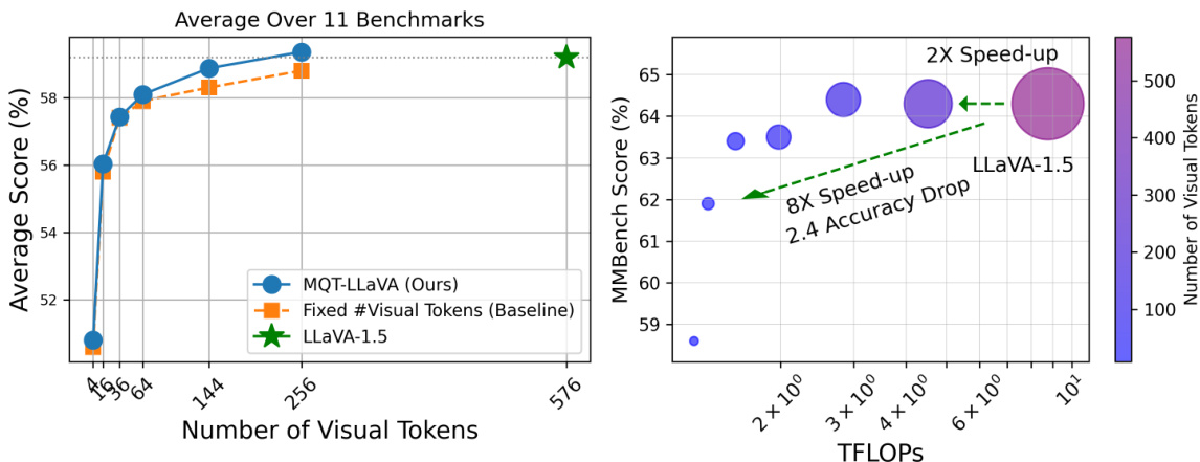 Average Over 11 Benchmarks
Average Score (%)
58
56
54
52
MQT-LLaVA (Ours)
Fixed #Visual Tokens (Baseline)
LLaVA-1.5
4
16
36
64
144
256
576
Number of Visual Tokens
MMBench Score (%)
65
64
63
62
61
60
59
2X Speed-up
LLaVA-1.5
8X Speed-up
2.4 Accuracy Drop
2 × 10⁰
3 × 10⁰
4 × 10⁰
6 × 10⁰
10¹
TFLOPs
500
400
300
200
100
Number of Visual Tokens